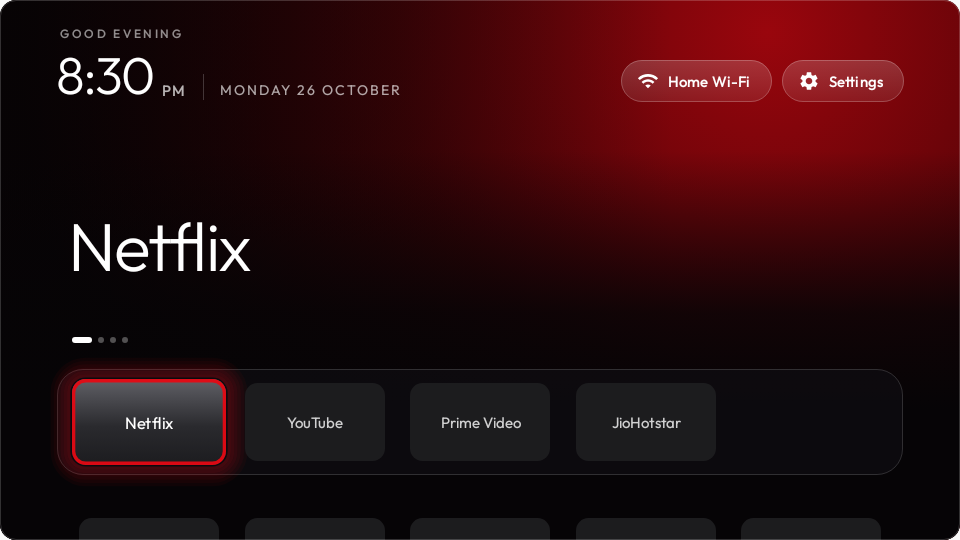 GOOD EVENING
8:30 PM
MONDAY 26 OCTOBER
Home Wi-Fi
Settings
Netflix
Netflix
YouTube
Prime Video
JioHotstar